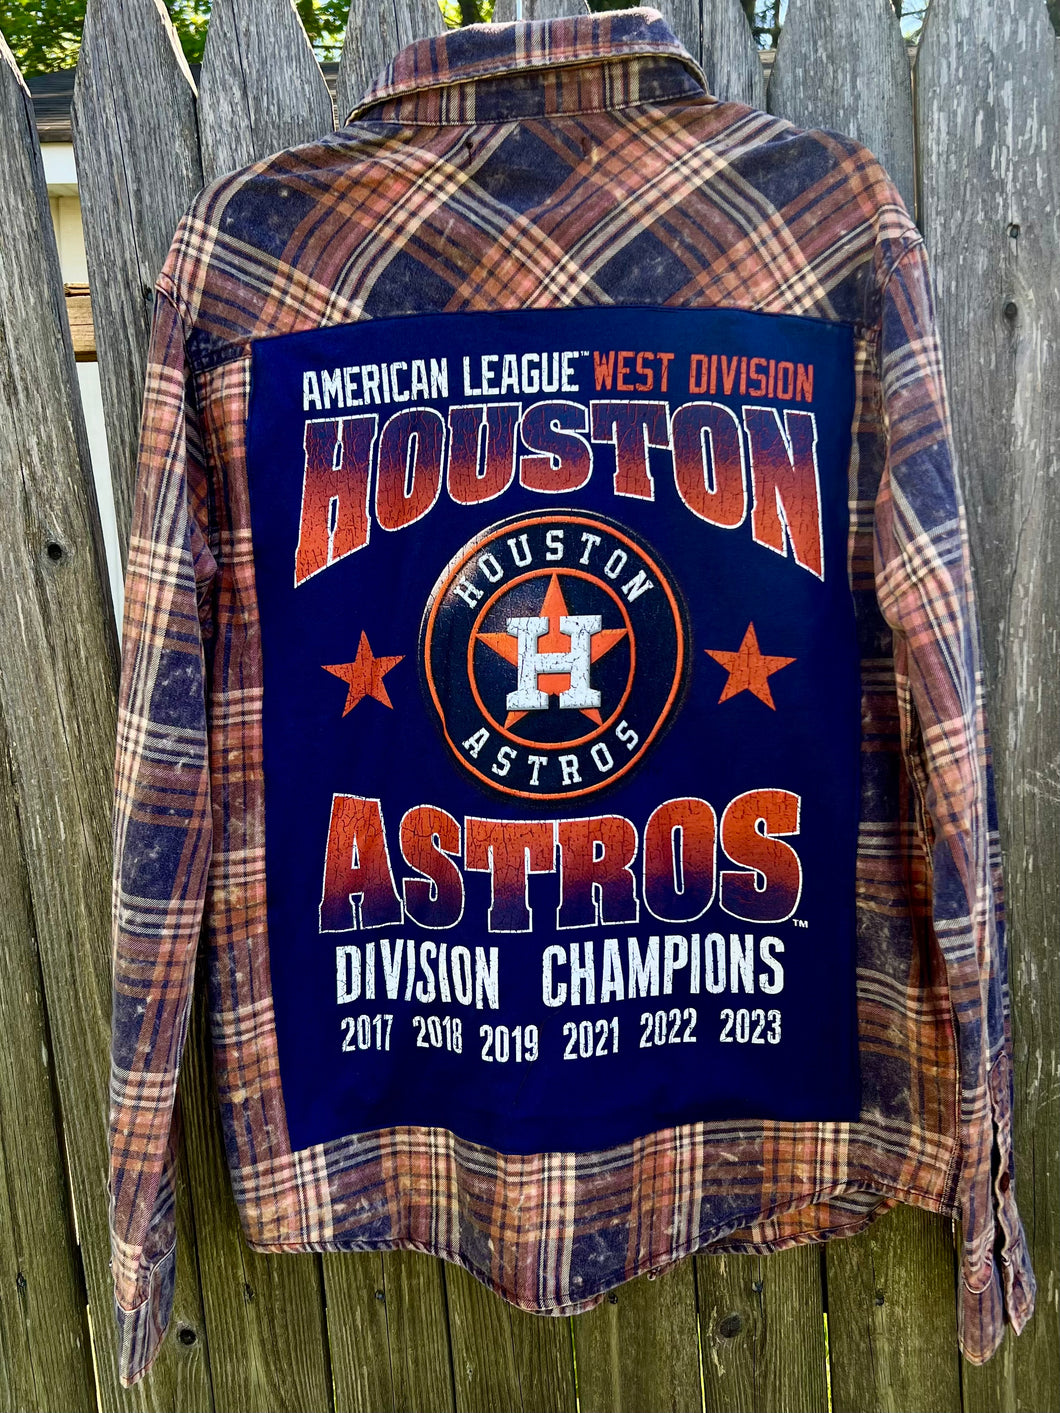 AMERICAN LEAGUE™ WEST DIVISION
HOUSTON
HOUSTON
H
ASTROS
ASTROS™
DIVISION CHAMPIONS
2017 2018 2019 2021 2022 2023